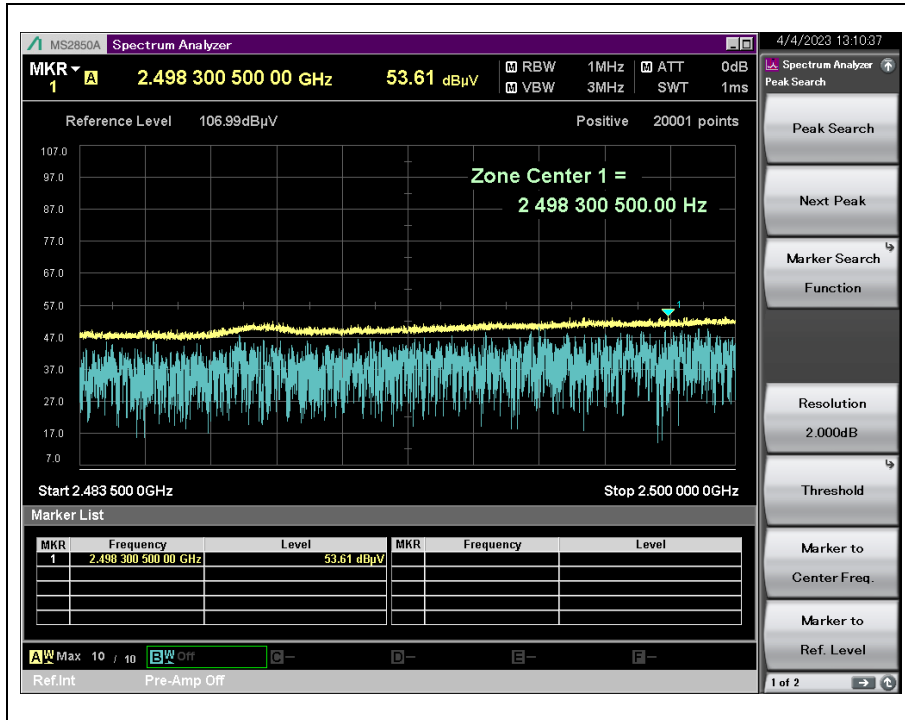 MS2850A Spectrum Analyzer
4/4/2023 13:10:37
MKR A 2.498 300 500 00 GHz 53.61 dBµV M RBW 1MHz M ATT 0dB
1 M VBW 3MHz SWT 1ms
Spectrum Analyzer
Peak Search
Reference Level 106.99dBµV Positive 20001 points
Peak Search
107.0
97.0
87.0
77.0
67.0
57.0
47.0
37.0
27.0
17.0
7.0
Zone Center 1 =
2 498 300 500.00 Hz
1
Next Peak
Marker Search
Function
Resolution
2.000dB
Start 2.483 500 0GHz Stop 2.500 000 0GHz
Threshold
Marker List
MKR Frequency Level MKR Frequency Level
1 2.498 300 500 00 GHz 53.61 dBµV
Marker to
Center Freq.
Marker to
Ref. Level
A W Max 10 / 10 B W Off C – D – E – F –
Ref.Int Pre-Amp Off
1 of 2